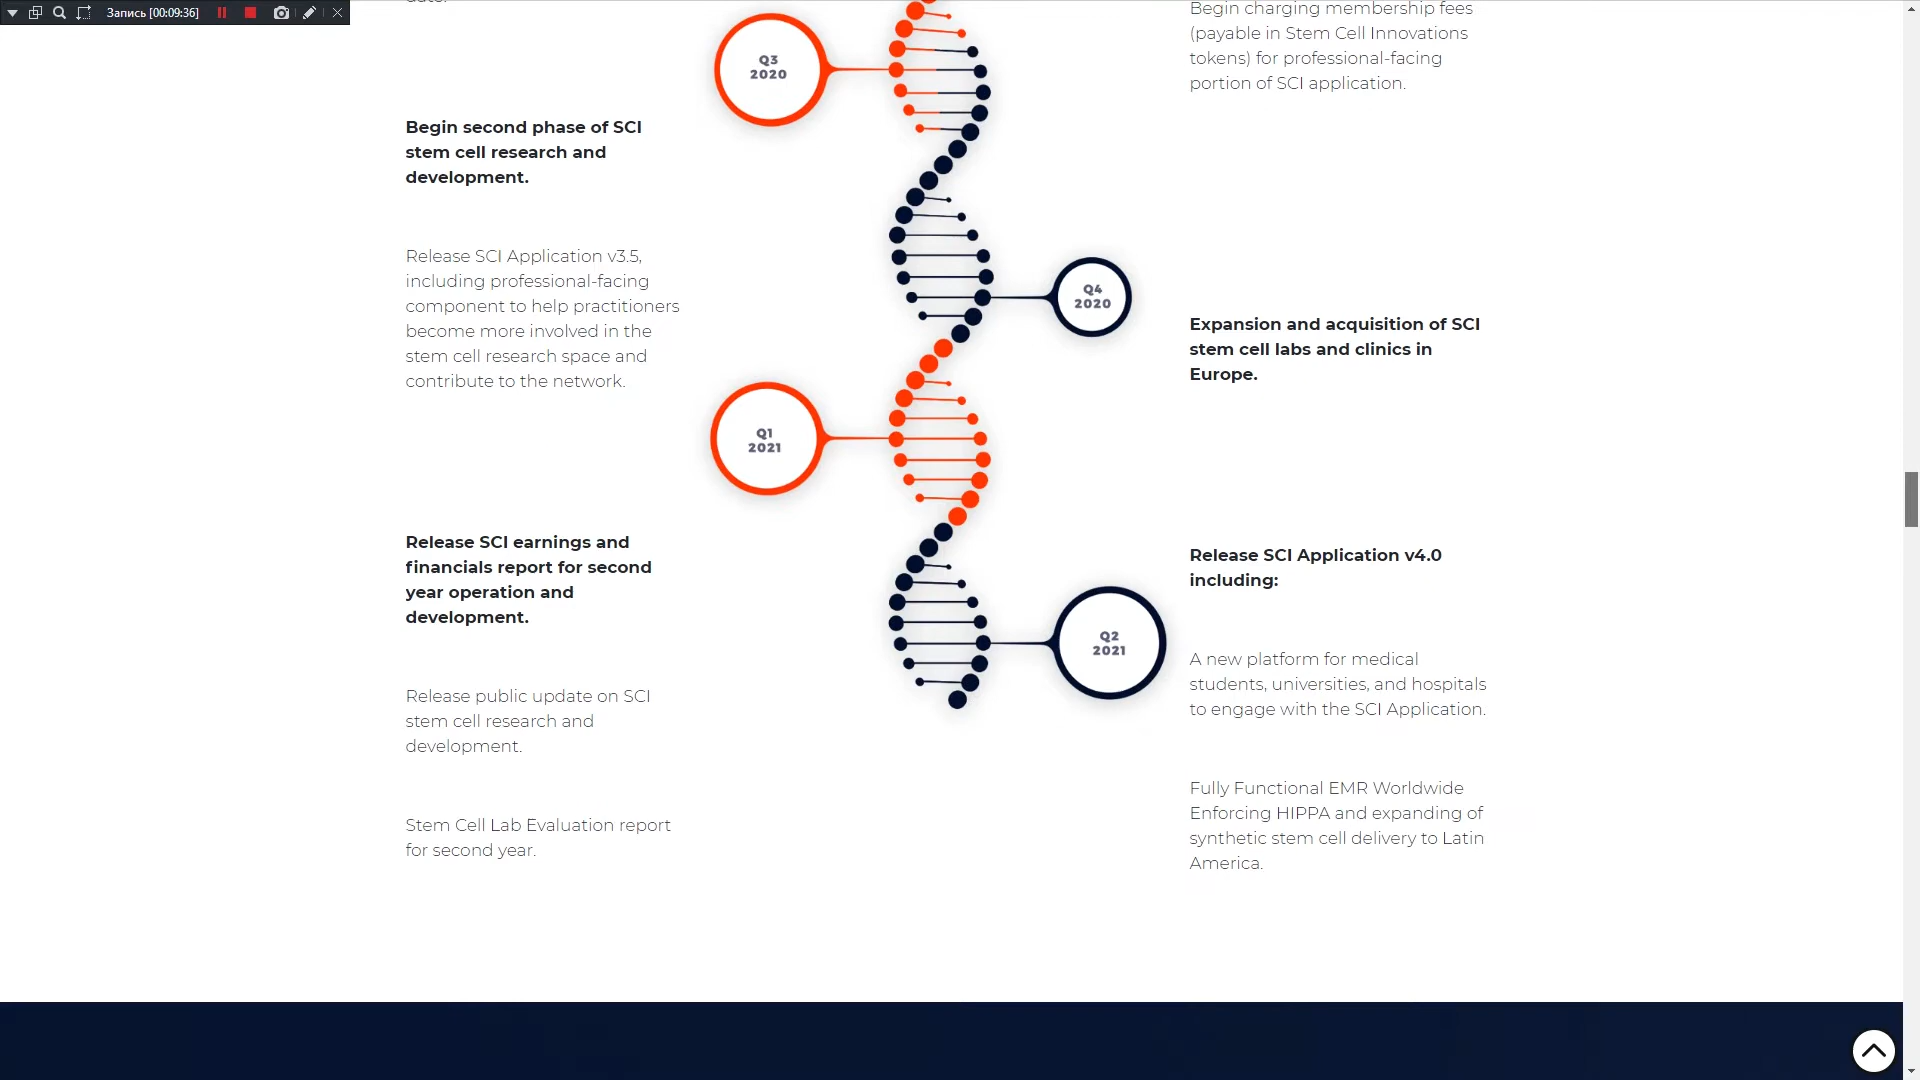 Запись [00:09:36]
Begin charging membership fees
(payable in Stem Cell Innovations
tokens) for professional-facing
portion of SCI application.
Q3
2020
Begin second phase of SCI
stem cell research and
development.
Release SCI Application v3.5,
including professional-facing
component to help practitioners
become more involved in the
stem cell research space and
contribute to the network.
Q4
2020
Expansion and acquisition of SCI
stem cell labs and clinics in
Europe.
Q1
2021
Release SCI earnings and
financials report for second
year operation and
development.
Release public update on SCI
stem cell research and
development.
Stem Cell Lab Evaluation report
for second year.
Q2
2021
Release SCI Application v4.0
including:
A new platform for medical
students, universities, and hospitals
to engage with the SCI Application.
Fully Functional EMR Worldwide
Enforcing HIPPA and expanding of
synthetic stem cell delivery to Latin
America.